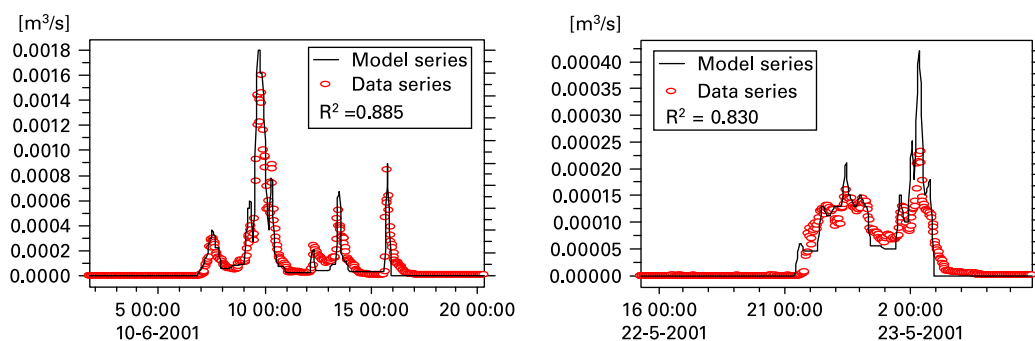 [m³/s]
0.0018
0.0016
0.0014
0.0012
0.0010
0.0008
0.0006
0.0004
0.0002
0.0000
Model series
Data series
R² =0.885
5 00:00 10 00:00 15 00:00 20 00:00
10-6-2001
[m³/s]
0.00040
0.00035
0.00030
0.00025
0.00020
0.00015
0.00010
0.00005
0.00000
Model series
Data series
R² = 0.830
16 00:00 21 00:00 2 00:00
22-5-2001 23-5-2001